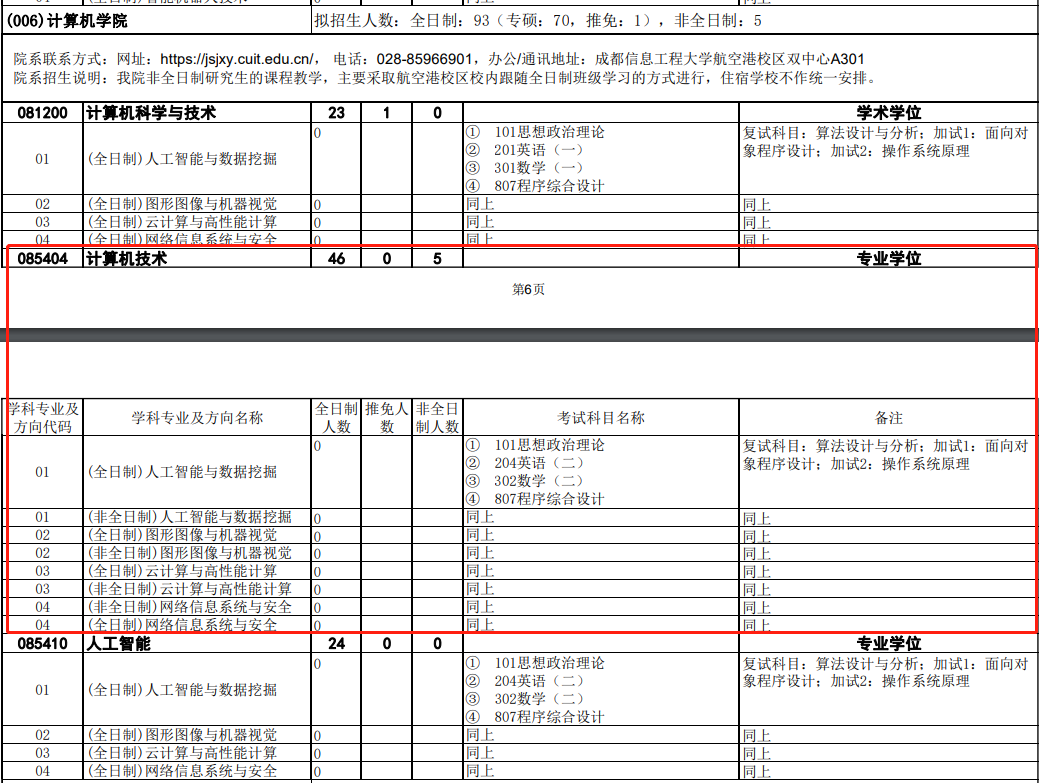 (006)计算机学院 拟招生人数：全日制：93（专硕：70，推免：1），非全日制：5
院系联系方式：网址：https://jsjxy.cuit.edu.cn/， 电话：028-85966901，办公/通讯地址：成都信息工程大学航空港校区双中心A301
院系招生说明：我院非全日制研究生的课程教学，主要采取航空港校区校内跟随全日制班级学习的方式进行，住宿学校不作统一安排。
081200 计算机科学与技术 23 1 0 学术学位
01 (全日制)人工智能与数据挖掘 0
① 101思想政治理论
② 201英语（一）
③ 301数学（一）
④ 807程序综合设计
复试科目：算法设计与分析；加试1：面向对
象程序设计；加试2：操作系统原理
02 (全日制)图形图像与机器视觉 0 同上 同上
03 (全日制)云计算与高性能计算 0 同上 同上
04 (全日制)网络信息系统与安全 0 同上 同上
085404 计算机技术 46 0 5 专业学位
第6页
学科专业及
方向代码
学科专业及方向名称
全日制
人数
推免人
数
非全日
制人数
考试科目名称
备注
01 (全日制)人工智能与数据挖掘 0
① 101思想政治理论
② 204英语（二）
③ 302数学（二）
④ 807程序综合设计
复试科目：算法设计与分析；加试1：面向对
象程序设计；加试2：操作系统原理
01 (非全日制)人工智能与数据挖掘 0 同上 同上
02 (全日制)图形图像与机器视觉 0 同上 同上
02 (非全日制)图形图像与机器视觉 0 同上 同上
03 (全日制)云计算与高性能计算 0 同上 同上
03 (非全日制)云计算与高性能计算 0 同上 同上
04 (非全日制)网络信息系统与安全 0 同上 同上
04 (全日制)网络信息系统与安全 0 同上 同上
085410 人工智能 24 0 0 专业学位
01 (全日制)人工智能与数据挖掘 0
① 101思想政治理论
② 204英语（二）
③ 302数学（二）
④ 807程序综合设计
复试科目：算法设计与分析；加试1：面向对
象程序设计；加试2：操作系统原理
02 (全日制)图形图像与机器视觉 0 同上 同上
03 (全日制)云计算与高性能计算 0 同上 同上
04 (全日制)网络信息系统与安全 0 同上 同上